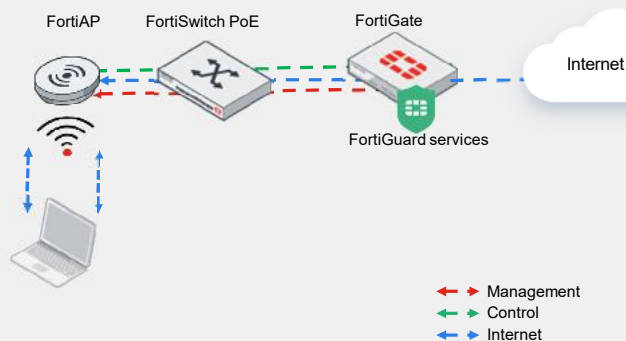 FortiAP
FortiSwitch PoE
FortiGate
Internet
FortiGuard services
Management
Control
Internet